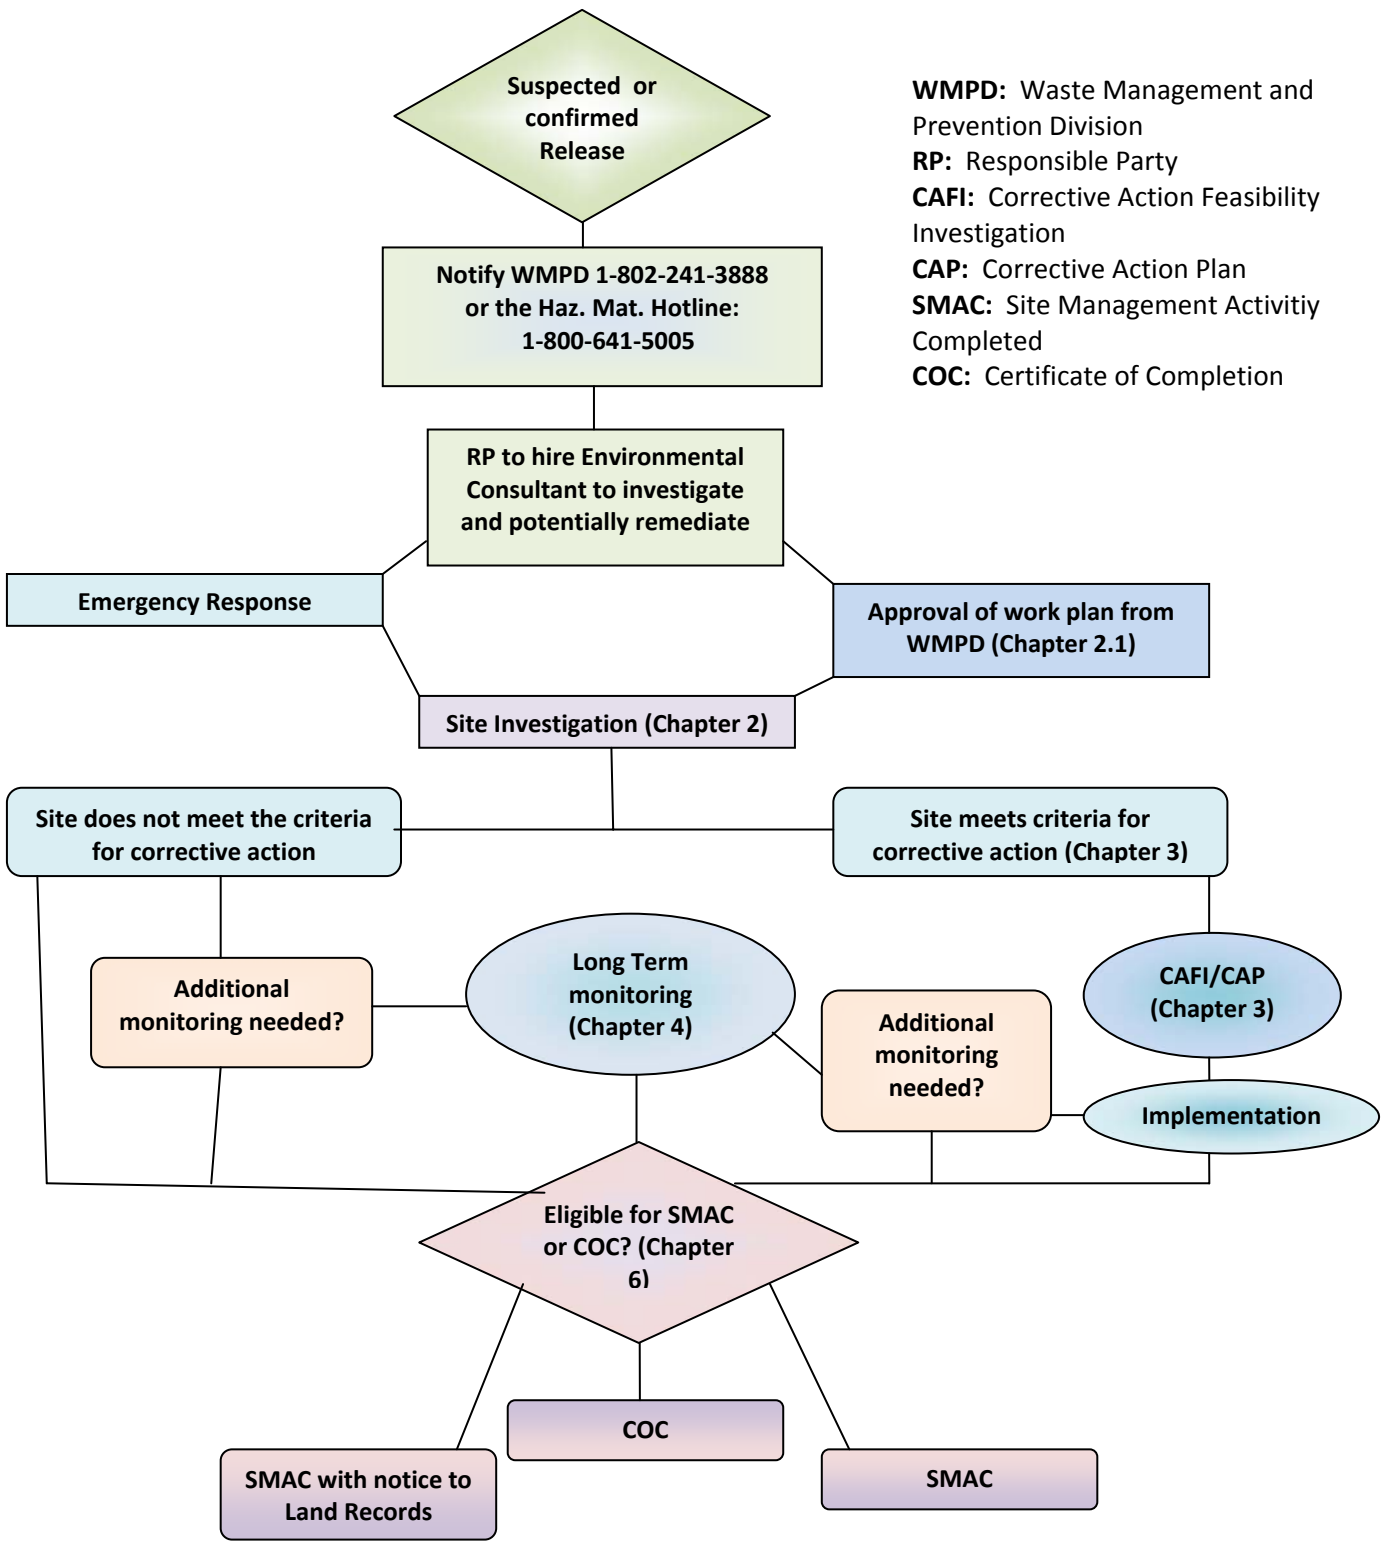 Suspected or
confirmed
Release
WMPD: Waste Management and
Prevention Division
RP: Responsible Party
CAFI: Corrective Action Feasibility
Investigation
CAP: Corrective Action Plan
SMAC: Site Management Activitiy
Completed
COC: Certificate of Completion
Notify WMPD 1-802-241-3888
or the Haz. Mat. Hotline:
1-800-641-5005
RP to hire Environmental
Consultant to investigate
and potentially remediate
Emergency Response
Approval of work plan from
WMPD (Chapter 2.1)
Site Investigation (Chapter 2)
Site does not meet the criteria
for corrective action
Site meets criteria for
corrective action (Chapter 3)
Additional
monitoring needed?
Long Term
monitoring
(Chapter 4)
Additional
monitoring
needed?
CAFI/CAP
(Chapter 3)
Implementation
Eligible for SMAC
or COC? (Chapter
6)
COC
SMAC with notice to
Land Records
SMAC